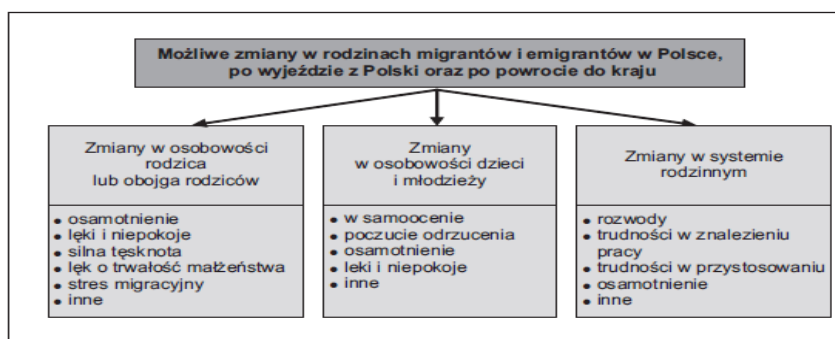 Możliwe zmiany w rodzinach migrantów i emigrantów w Polsce,
po wyjeździe z Polski oraz po powrocie do kraju
Zmiany w osobowości
rodzica
lub obojga rodziców
• osamotnienie
• lęki i niepokoje
• silna tęsknota
• lęk o trwałość małżeństwa
• stres migracyjny
• inne
Zmiany
w osobowości dzieci
i młodzieży
• w samoocenie
• poczucie odrzucenia
• osamotnienie
• leki i niepokoje
• inne
Zmiany w systemie
rodzinnym
• rozwody
• trudności w znalezieniu
pracy
• trudności w przystosowaniu
• osamotnienie
• inne